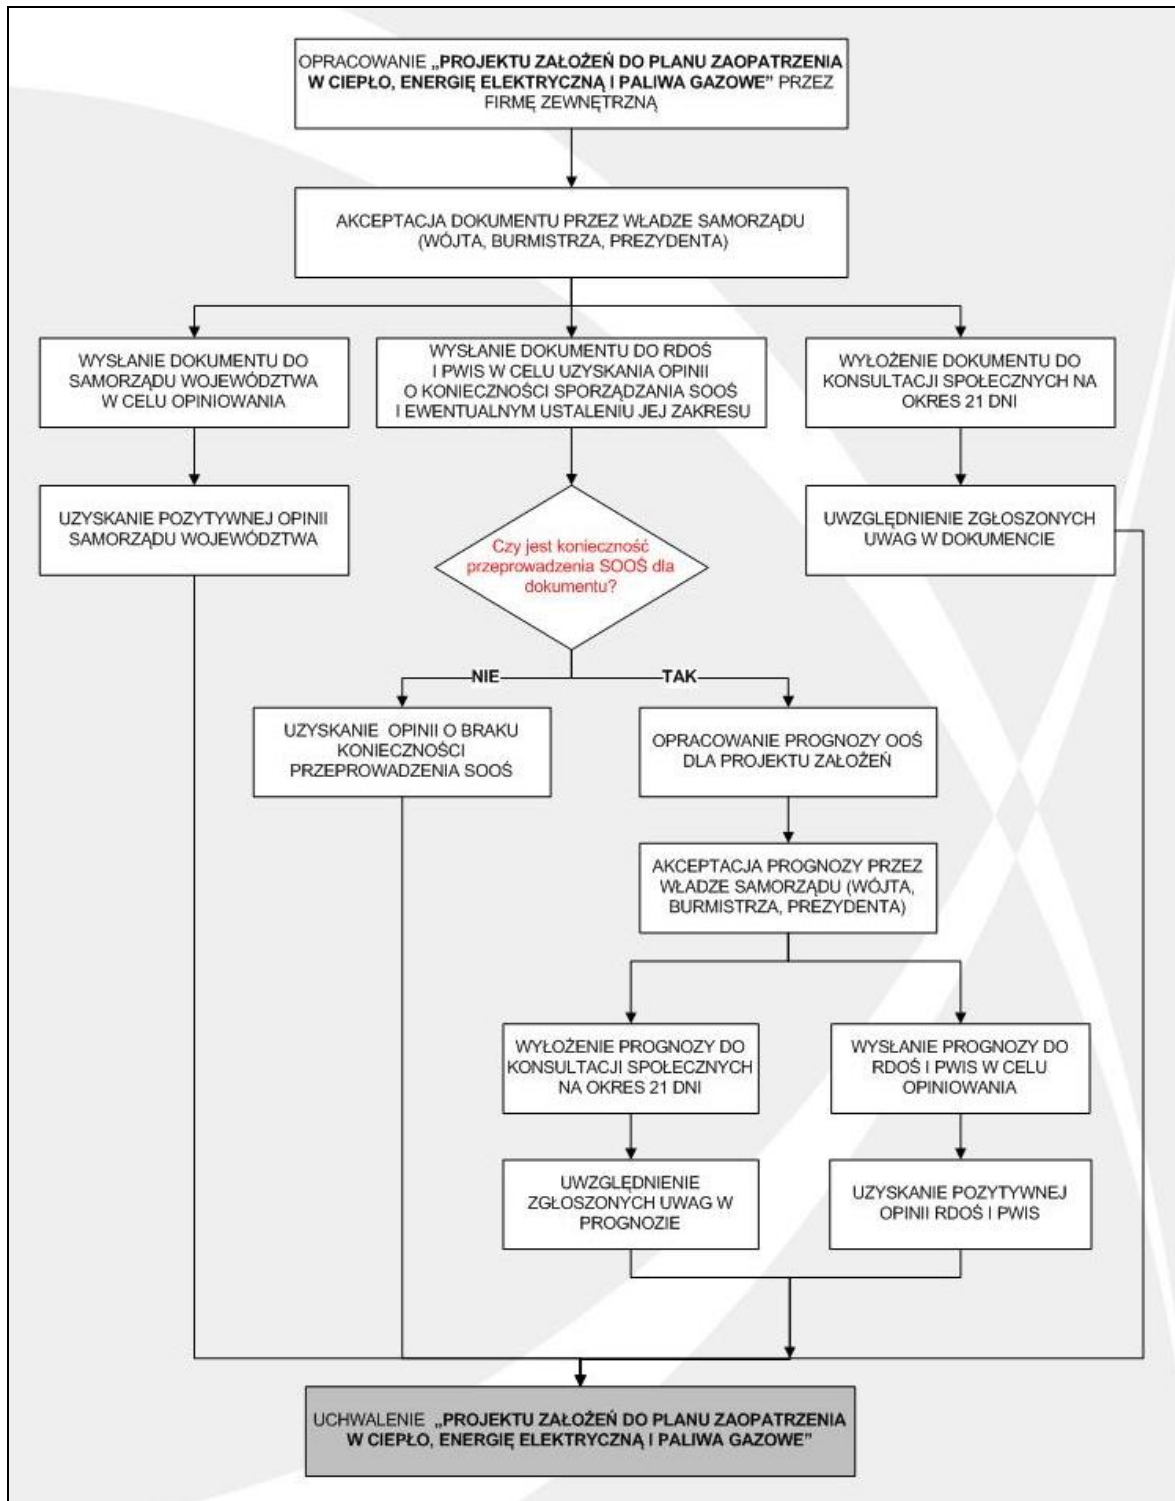 OPRACOWANIE „PROJEKTU ZAŁOŻEŃ DO PLANU ZAOPATRZENIA
W CIEPŁO, ENERGIĘ ELEKTRYCZNĄ I PALIWA GAZOWE” PRZEZ
FIRMĘ ZEWNĘTRZNĄ
AKCEPTACJA DOKUMENTU PRZEZ WŁADZE SAMORZĄDU
(WÓJTA, BURMISTRZA, PREZYDENTA)
WYSŁANIE DOKUMENTU DO
SAMORZĄDU WOJEWÓDZTWA
W CELU OPINIOWANIA
WYSŁANIE DOKUMENTU DO RDOŚ
I PWIS W CELU UZYSKANIA OPINII
O KONIECZNOŚCI SPORZĄDZANIA SOOŚ
I EWENTUALNYM USTALENIU JEJ ZAKRESU
WYŁOŻENIE DOKUMENTU DO
KONSULTACJI SPOŁECZNYCH NA
OKRES 21 DNI
UZYSKANIE POZYTYWNEJ OPINII
SAMORZĄDU WOJEWÓDZTWA
Czy jest konieczność
przeprowadzenia SOOŚ dla
dokumentu?
UWZGLĘDNIENIE ZGŁOSZONYCH
UWAG W DOKUMENCIE
NIE
TAK
UZYSKANIE OPINII O BRAKU
KONIECZNOŚCI
PRZEPROWADZENIA SOOŚ
OPRACOWANIE PROGNOZY OOŚ
DLA PROJEKTU ZAŁOŻEŃ
AKCEPTACJA PROGNOZY PRZEZ
WŁADZE SAMORZĄDU (WÓJTA,
BURMISTRZA, PREZYDENTA)
WYŁOŻENIE PROGNOZY DO
KONSULTACJI SPOŁECZNYCH
NA OKRES 21 DNI
WYSŁANIE PROGNOZY DO
RDOŚ I PWIS W CELU
OPINIOWANIA
UWZGLĘDNIENIE
ZGŁOSZONYCH UWAG W
PROGNOZIE
UZYSKANIE POZYTYWNEJ
OPINII RDOŚ I PWIS
UCHWALENIE „PROJEKTU ZAŁOŻEŃ DO PLANU ZAOPATRZENIA
W CIEPŁO, ENERGIĘ ELEKTRYCZNĄ I PALIWA GAZOWE”